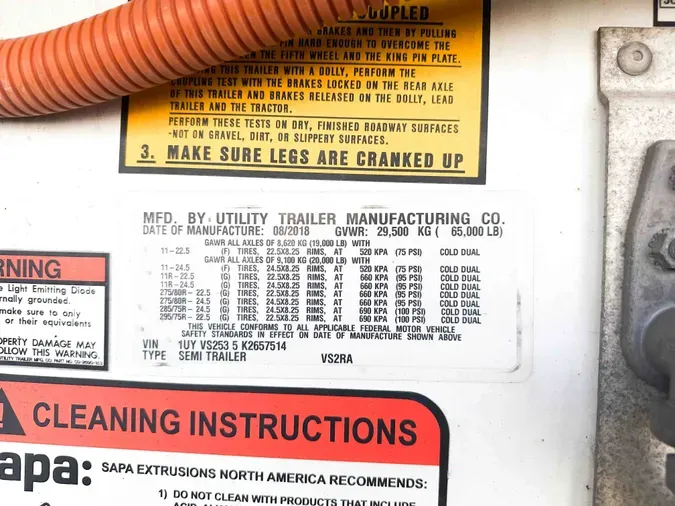 COUPLED
BRAKES AND THEN BY PULLING
PIN HARD ENOUGH TO OVERCOME THE
THE FIFTH WHEEL AND THE KING PIN PLATE.
THIS TRAILER WITH A DOLLY, PERFORM THE
COUPLING TEST WITH THE BRAKES LOCKED ON THE REAR AXLE
OF THIS TRAILER AND BRAKES RELEASED ON THE DOLLY, LEAD
TRAILER AND THE TRACTOR.
PERFORM THESE TESTS ON DRY, FINISHED ROADWAY SURFACES
-NOT ON GRAVEL, DIRT, OR SLIPPERY SURFACES.
3. MAKE SURE LEGS ARE CRANKED UP
MFD. BY UTILITY TRAILER MANUFACTURING CO.
DATE OF MANUFACTURE: 08/2018 GVWR: 29,500 KG ( 65,000 LB)
GAWR ALL AXLES OF 8,620 KG (19,000 LB) WITH
11-22.5 (F) TIRES, 22.5X8.25 RIMS, AT 520 KPA (75 PSI) COLD DUAL
GAWR ALL AXLES OF 9,100 KG (20,000 LB) WITH
11-24.5 (F) TIRES, 24.5X8.25 RIMS, AT 520 KPA (75 PSI) COLD DUAL
11R-22.5 (G) TIRES, 22.5X8.25 RIMS, AT 660 KPA (95 PSI) COLD DUAL
11R-24.5 (G) TIRES, 24.5X8.25 RIMS, AT 660 KPA (95 PSI) COLD DUAL
275/80R-22.5 (G) TIRES, 22.5X8.25 RIMS, AT 660 KPA (95 PSI) COLD DUAL
275/80R-24.5 (G) TIRES, 24.5X8.25 RIMS, AT 660 KPA (95 PSI) COLD DUAL
285/75R-24.5 (G) TIRES, 24.5X8.25 RIMS, AT 690 KPA (100 PSI) COLD DUAL
295/75R-22.5 (G) TIRES, 22.5X8.25 RIMS, AT 690 KPA (100 PSI) COLD DUAL
THIS VEHICLE CONFORMS TO ALL APPLICABLE FEDERAL MOTOR VEHICLE
SAFETY STANDARDS IN EFFECT ON DATE OF MANUFACTURE SHOWN ABOVE
VIN 1UY VS253 5 K2657514
TYPE SEMI TRAILER VS2RA
RNING
Light Emitting Diode
rnally grounded.
make sure to only
or their equivalents
OPERTY DAMAGE MAY
OLLOW THIS WARNING.
CLEANING INSTRUCTIONS
apa: SAPA EXTRUSIONS NORTH AMERICA RECOMMENDS:
1) DO NOT CLEAN WITH PRODUCTS THAT INCLUDE